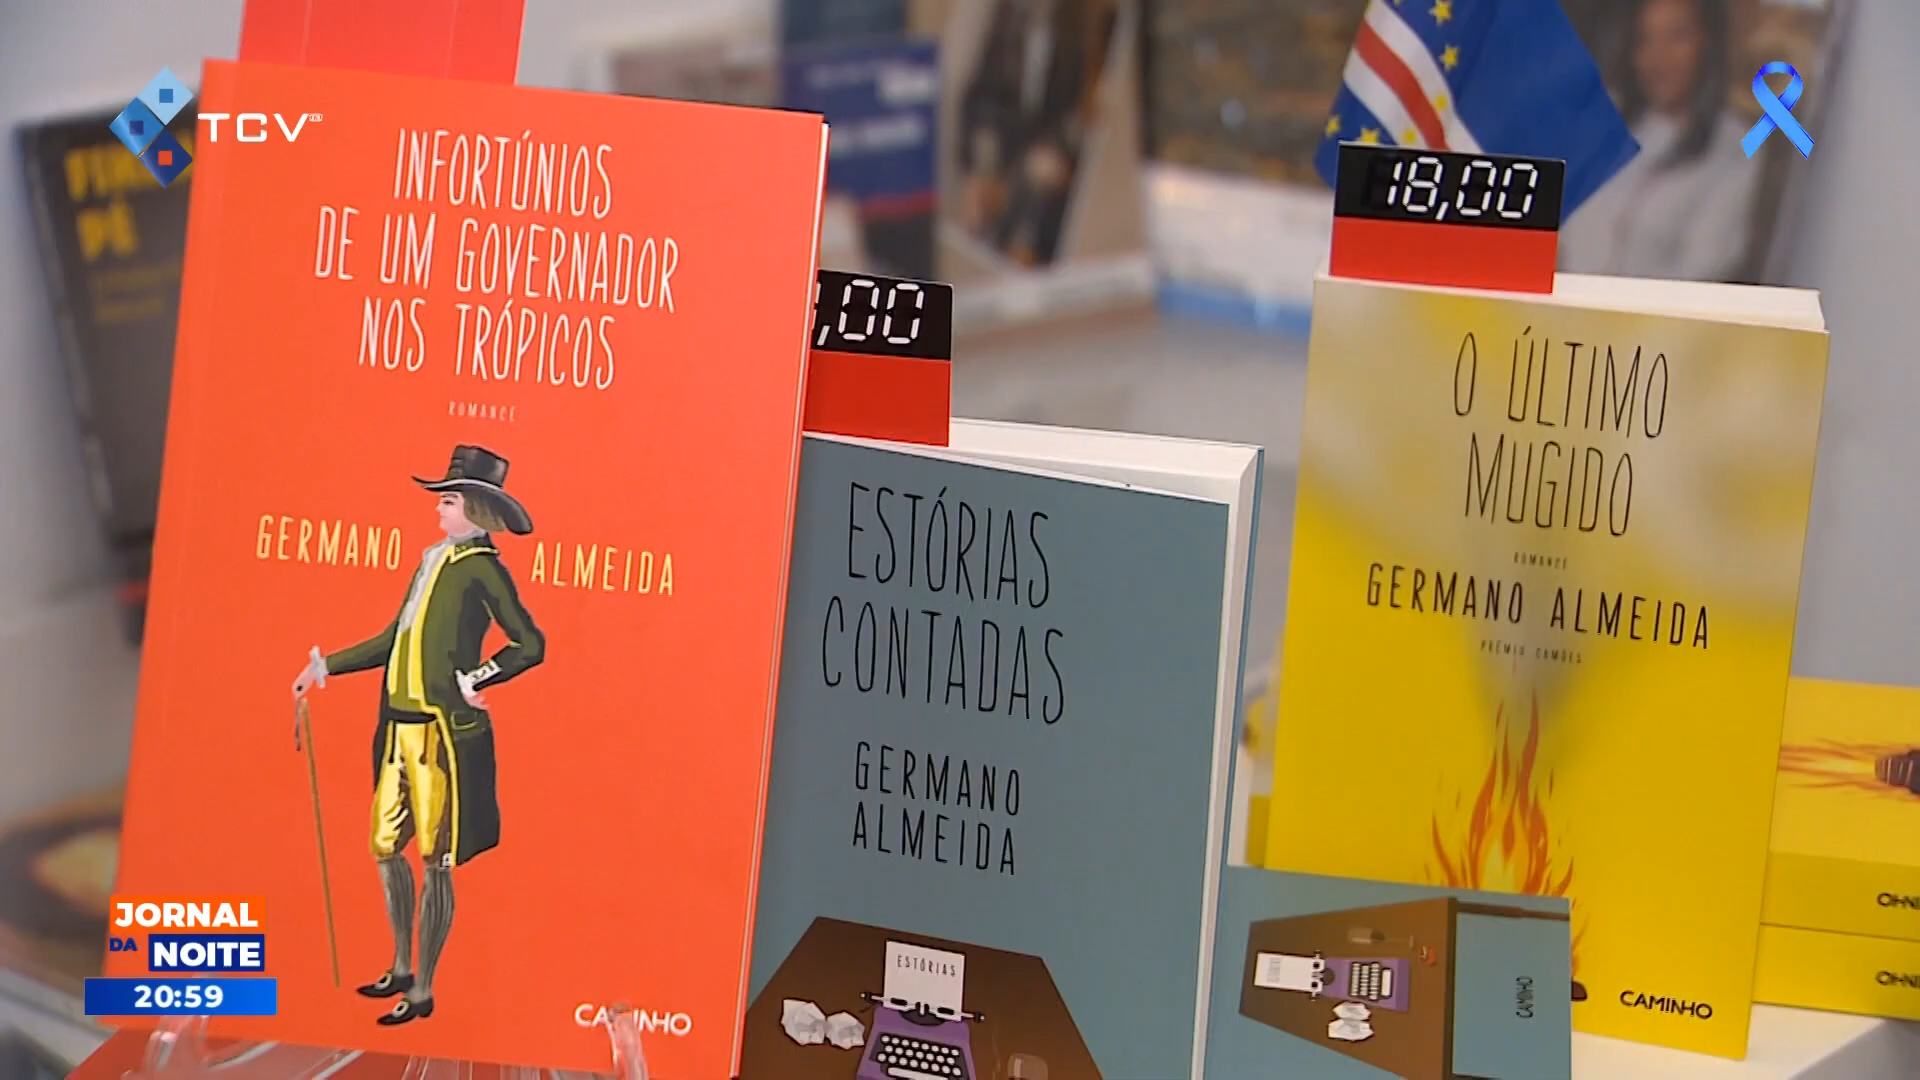 TCV
INFORTÚNIOS
DE UM GOVERNADOR
NOS TRÓPICOS
ROMANCE
GERMANO ALMEIDA
CAMINHO
,00
ESTÓRIAS
CONTADAS
GERMANO
ALMEIDA
ESTÓRIAS
CAMINHO
18,00
O ÚLTIMO
MUGIDO
ROMANCE
GERMANO ALMEIDA
PRÉMIO CAMÕES
CAMINHO
JORNAL
DA NOITE
20:59